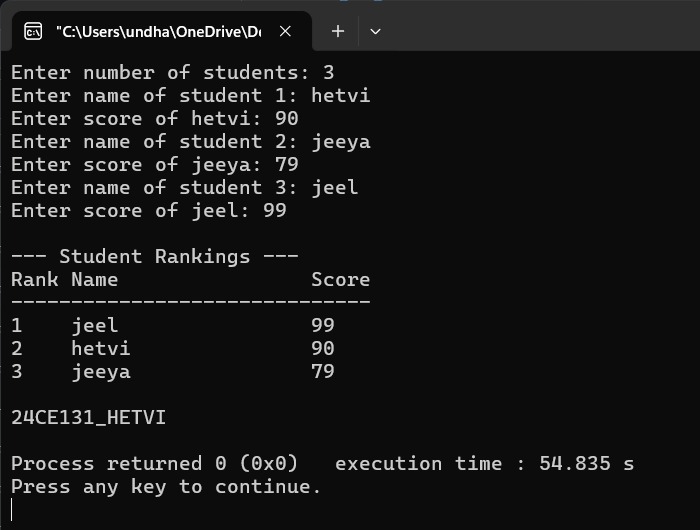 "C:\Users\undha\OneDrive\De
Enter number of students: 3
Enter name of student 1: hetvi
Enter score of hetvi: 90
Enter name of student 2: jeeya
Enter score of jeeya: 79
Enter name of student 3: jeel
Enter score of jeel: 99
--- Student Rankings ---
Rank Name                Score
------------------------------
1    jeel                99
2    hetvi               90
3    jeeya               79
24CE131_HETVI
Process returned 0 (0x0)   execution time : 54.835 s
Press any key to continue.